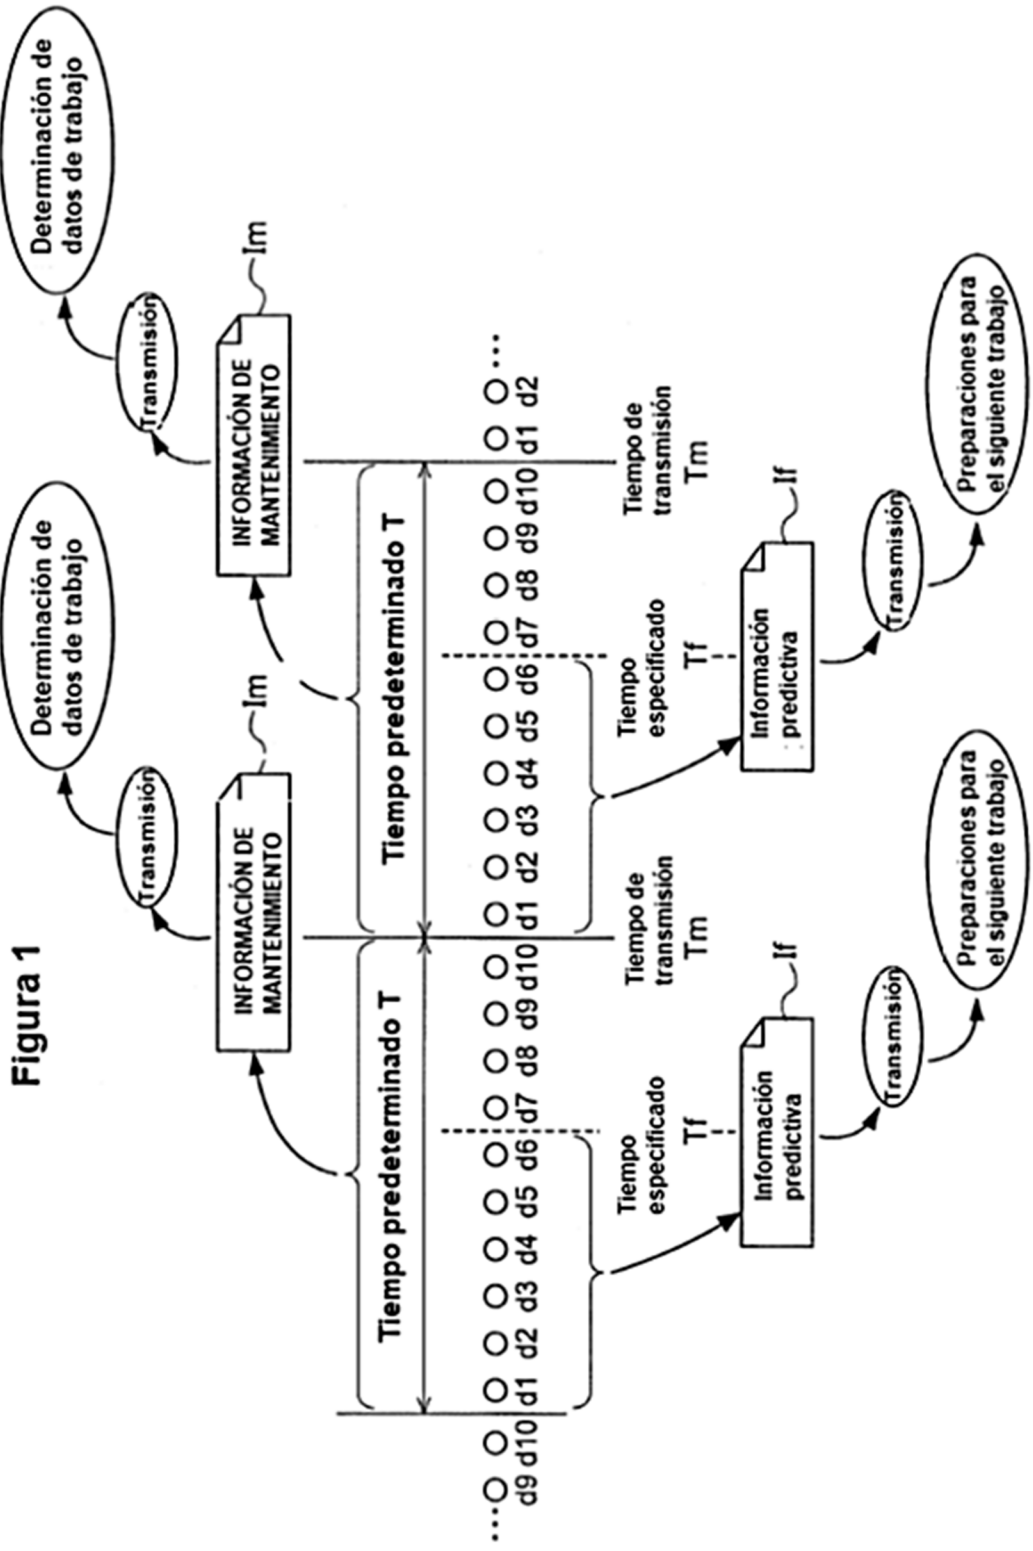 Figura 1
Determinación de
datos de trabajo
Determinación de
datos de trabajo
Transmisión
Transmisión
INFORMACIÓN DE
MANTENIMIENTO
Im
INFORMACIÓN DE
MANTENIMIENTO
Im
Tiempo predeterminado T
Tiempo predeterminado T
... ...
d9 d10 d1 d2 d3 d4 d5 d6 d7 d8 d9 d10 d1 d2 d3 d4 d5 d6 d7 d8 d9 d10 d1 d2
Tiempo
especificado
Tf
Tiempo de
transmisión
Tm
Tiempo
especificado
Tf
Tiempo de
transmisión
Tm
Información
predictiva
If
Información
predictiva
If
Transmisión
Transmisión
Preparaciones para
el siguiente trabajo
Preparaciones para
el siguiente trabajo